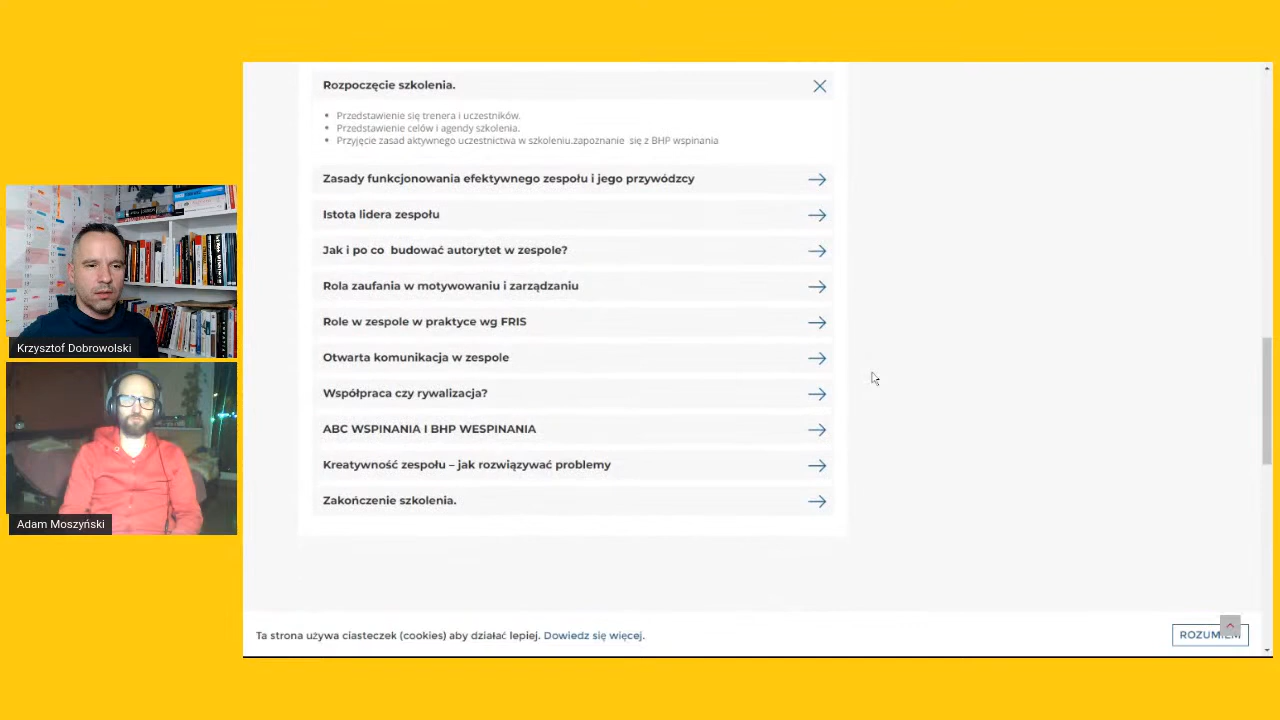 Rozpoczęcie szkolenia.
Przedstawienie się trenera i uczestników.
Przedstawienie celów i agendy szkolenia.
Przyjęcie zasad aktywnego uczestnictwa w szkoleniu.zapoznanie się z BHP wspinania
Zasady funkcjonowania efektywnego zespołu i jego przywódzcy
Istota lidera zespołu
Jak i po co budować autorytet w zespole?
Rola zaufania w motywowaniu i zarządzaniu
Role w zespole w praktyce wg FRIS
Otwarta komunikacja w zespole
Współpraca czy rywalizacja?
ABC WSPINANIA I BHP WESPINANIA
Kreatywność zespołu – jak rozwiązywać problemy
Zakończenie szkolenia.
Krzysztof Dobrowolski
Adam Moszyński
Ta strona używa ciasteczek (cookies) aby działać lepiej. Dowiedz się więcej.
ROZUMIEM